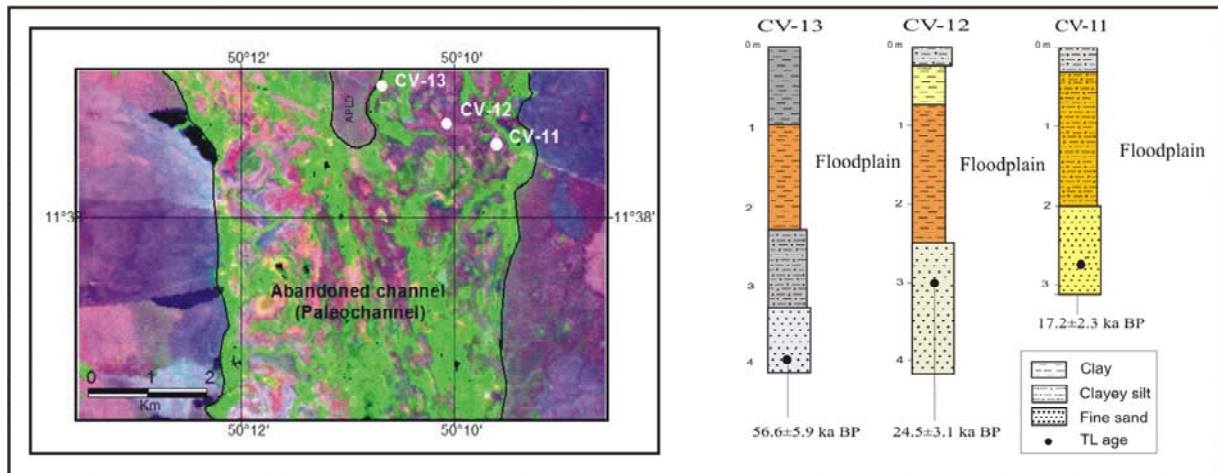 50°12'
50°10'
APLD
CV-13
CV-12
CV-11
11°38'
11°38'
Abandoned channel
(Paleochannel)
0 1 2
Km
50°12'
50°10'
CV-13
0 m
1
2
3
4
Floodplain
56.6±5.9 ka BP
CV-12
0 m
1
2
3
4
Floodplain
24.5±3.1 ka BP
CV-11
0 m
1
2
3
Floodplain
17.2±2.3 ka BP
Clay
Clayey silt
Fine sand
TL age